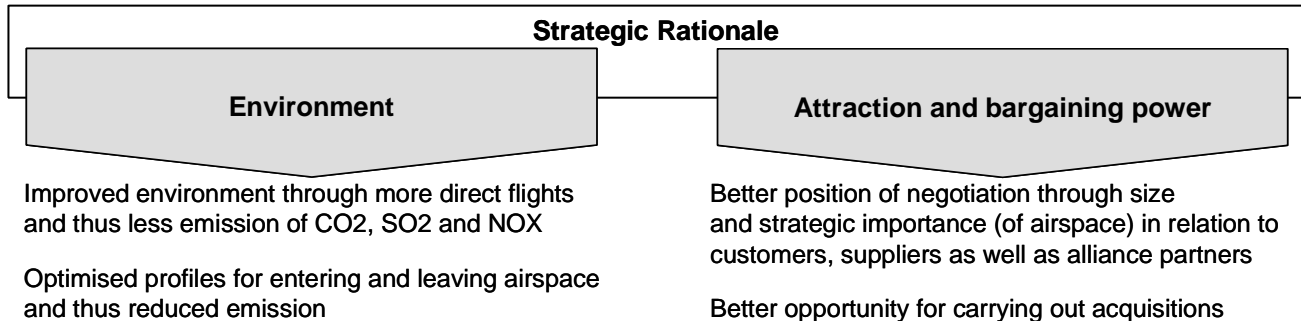 Strategic Rationale
Environment
Improved environment through more direct flights
and thus less emission of CO2, SO2 and NOX
Optimised profiles for entering and leaving airspace
and thus reduced emission
Attraction and bargaining power
Better position of negotiation through size
and strategic importance (of airspace) in relation to
customers, suppliers as well as alliance partners
Better opportunity for carrying out acquisitions